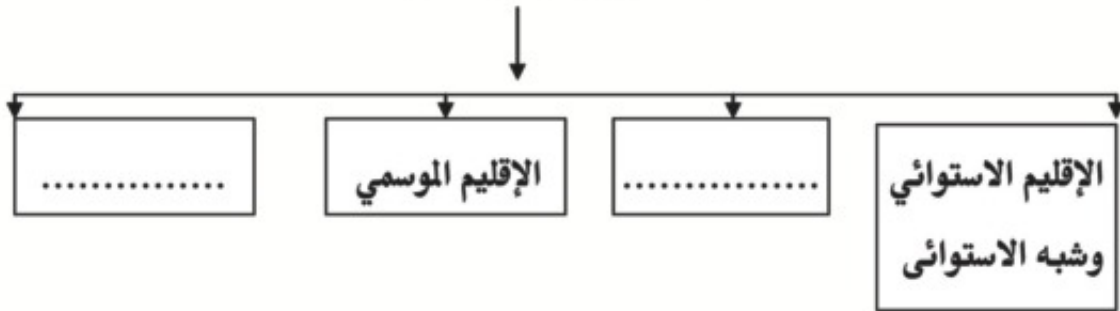 الإقليم الاستوائي
وشبه الاستوائى
................
الإقليم الموسمي
...............